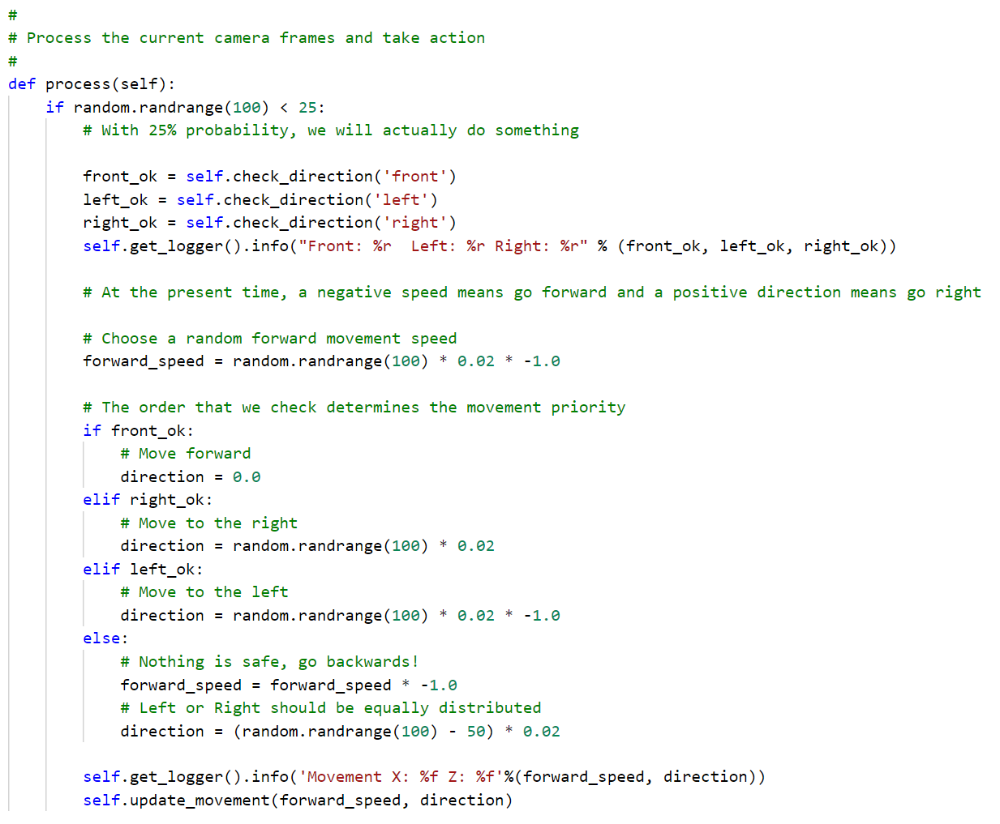 #
# Process the current camera frames and take action
#
def process(self):
    if random.randrange(100) < 25:
        # With 25% probability, we will actually do something

        front_ok = self.check_direction('front')
        left_ok = self.check_direction('left')
        right_ok = self.check_direction('right')
        self.get_logger().info("Front: %r  Left: %r Right: %r" % (front_ok, left_ok, right_ok))

        # At the present time, a negative speed means go forward and a positive direction means go right

        # Choose a random forward movement speed
        forward_speed = random.randrange(100) * 0.02 * -1.0

        # The order that we check determines the movement priority
        if front_ok:
            # Move forward
            direction = 0.0
        elif right_ok:
            # Move to the right
            direction = random.randrange(100) * 0.02
        elif left_ok:
            # Move to the left
            direction = random.randrange(100) * 0.02 * -1.0
        else:
            # Nothing is safe, go backwards!
            forward_speed = forward_speed * -1.0
            # Left or Right should be equally distributed
            direction = (random.randrange(100) - 50) * 0.02

        self.get_logger().info('Movement X: %f Z: %f'%(forward_speed, direction))
        self.update_movement(forward_speed, direction)